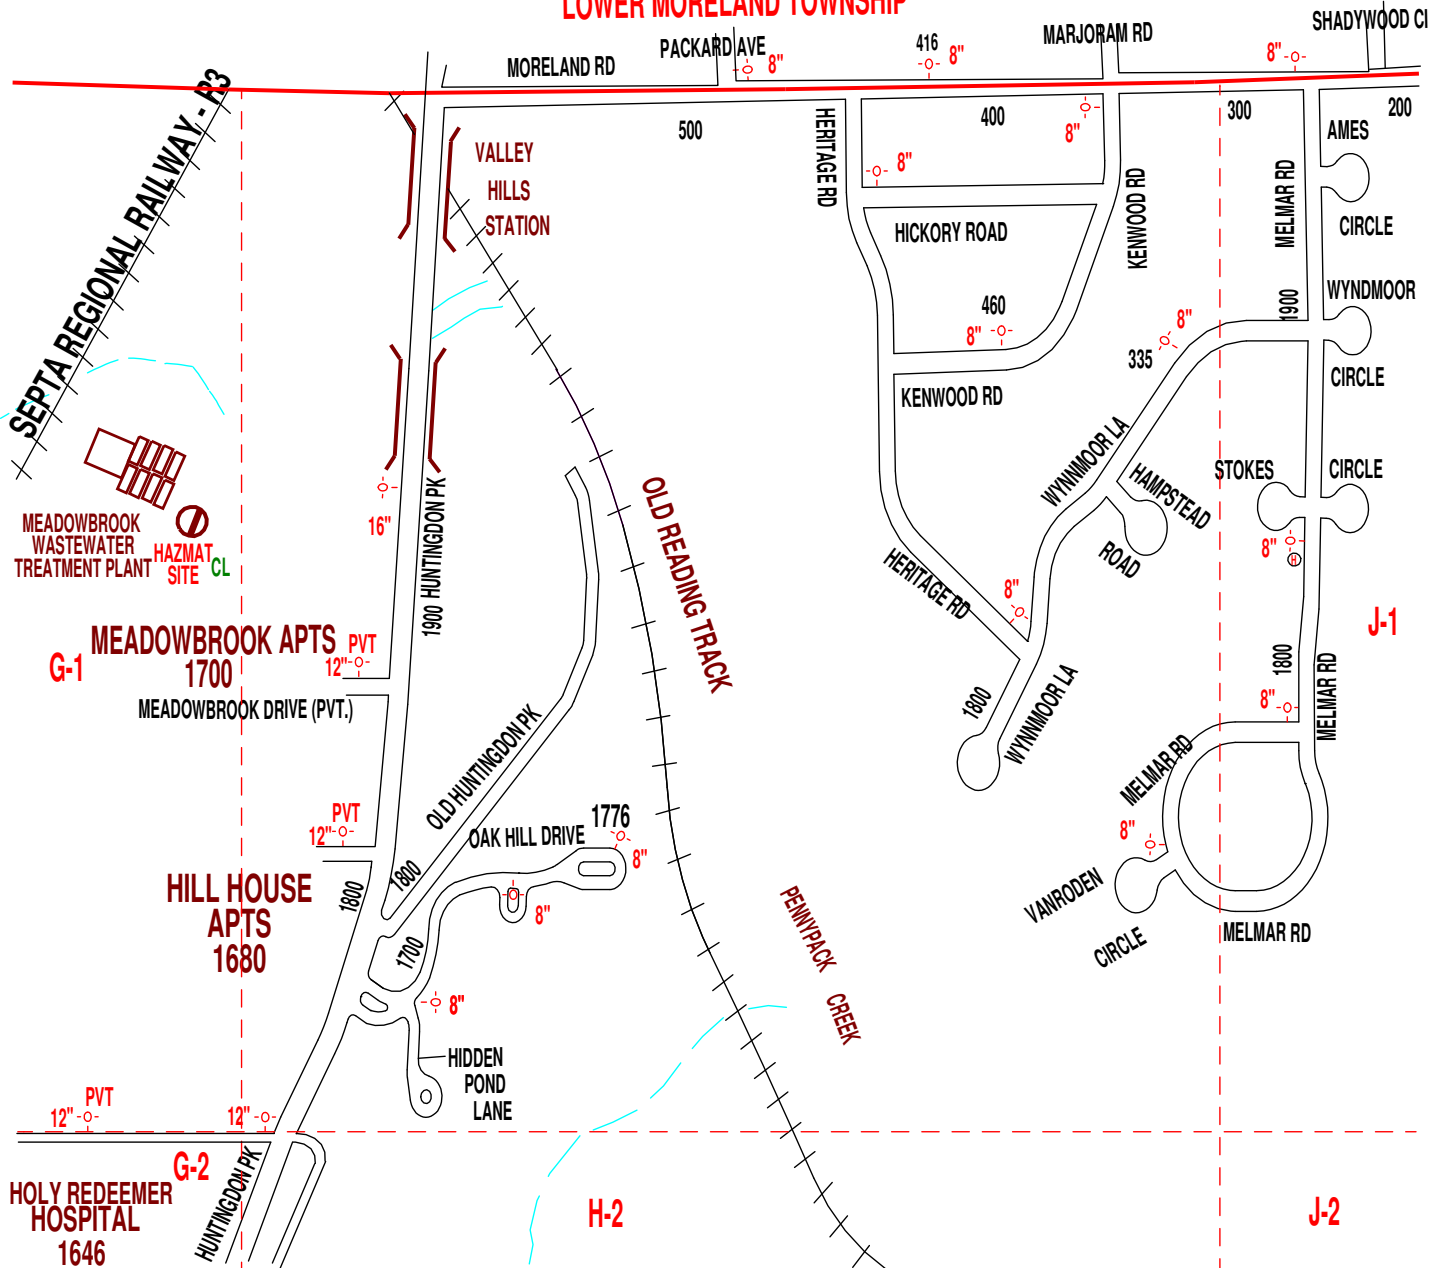 LOWER MORELAND TOWNSHIP
SHADYWOOD CI
MARJORAM RD
PACKARD AVE
416
8"
8"
8"
MORELAND RD
SEPTA REGIONAL RAILWAY - R3
500
400
300
200
8"
HERITAGE RD
8"
AMES
CIRCLE
MELMAR RD
VALLEY
HILLS
STATION
HICKORY ROAD
KENWOOD RD
460
8"
8"
335
1900
WYNDMOOR
CIRCLE
KENWOOD RD
WYNNMOOR LA
HAMPSTEAD
ROAD
STOKES
CIRCLE
8"
H
16"
1900 HUNTINGDON PK
OLD READING TRACK
MEADOWBROOK
WASTEWATER
TREATMENT PLANT
HAZMAT
SITE
CL
HERITAGE RD
8"
J-1
G-1
MEADOWBROOK APTS
1700
PVT
12"
MEADOWBROOK DRIVE (PVT.)
1800
WYNNMOOR LA
1800
MELMAR RD
8"
MELMAR RD
OLD HUNTINGDON PK
PVT
12"
OAK HILL DRIVE
1776
8"
8"
8"
VANRODEN
CIRCLE
MELMAR RD
HILL HOUSE
APTS
1680
1800
1800
1700
PENNYPACK
CREEK
8"
HIDDEN
POND
LANE
PVT
12"
12"
G-2
HUNTINGDON PK
HOLY REDEEMER
HOSPITAL
1646
H-2
J-2